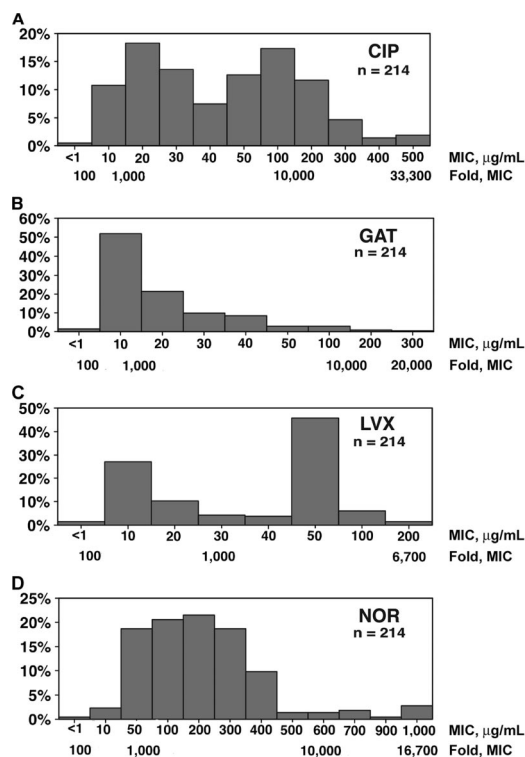 A
20%
CIP
n = 214
15%
10%
5%
0%
<1 10 20 30 40 50 100 200 300 400 500 MIC, µg/mL
100 1,000 10,000 33,300 Fold, MIC
B
60%
GAT
n = 214
50%
40%
30%
20%
10%
0%
<1 10 20 30 40 50 100 200 300 MIC, µg/mL
100 1,000 10,000 20,000 Fold, MIC
C
50%
LVX
n = 214
40%
30%
20%
10%
0%
<1 10 20 30 40 50 100 200 MIC, µg/mL
100 1,000 6,700 Fold, MIC
D
25%
NOR
n = 214
20%
15%
10%
5%
0%
<1 10 50 100 200 300 400 500 600 700 900 1,000 MIC, µg/mL
100 1,000 10,000 16,700 Fold, MIC